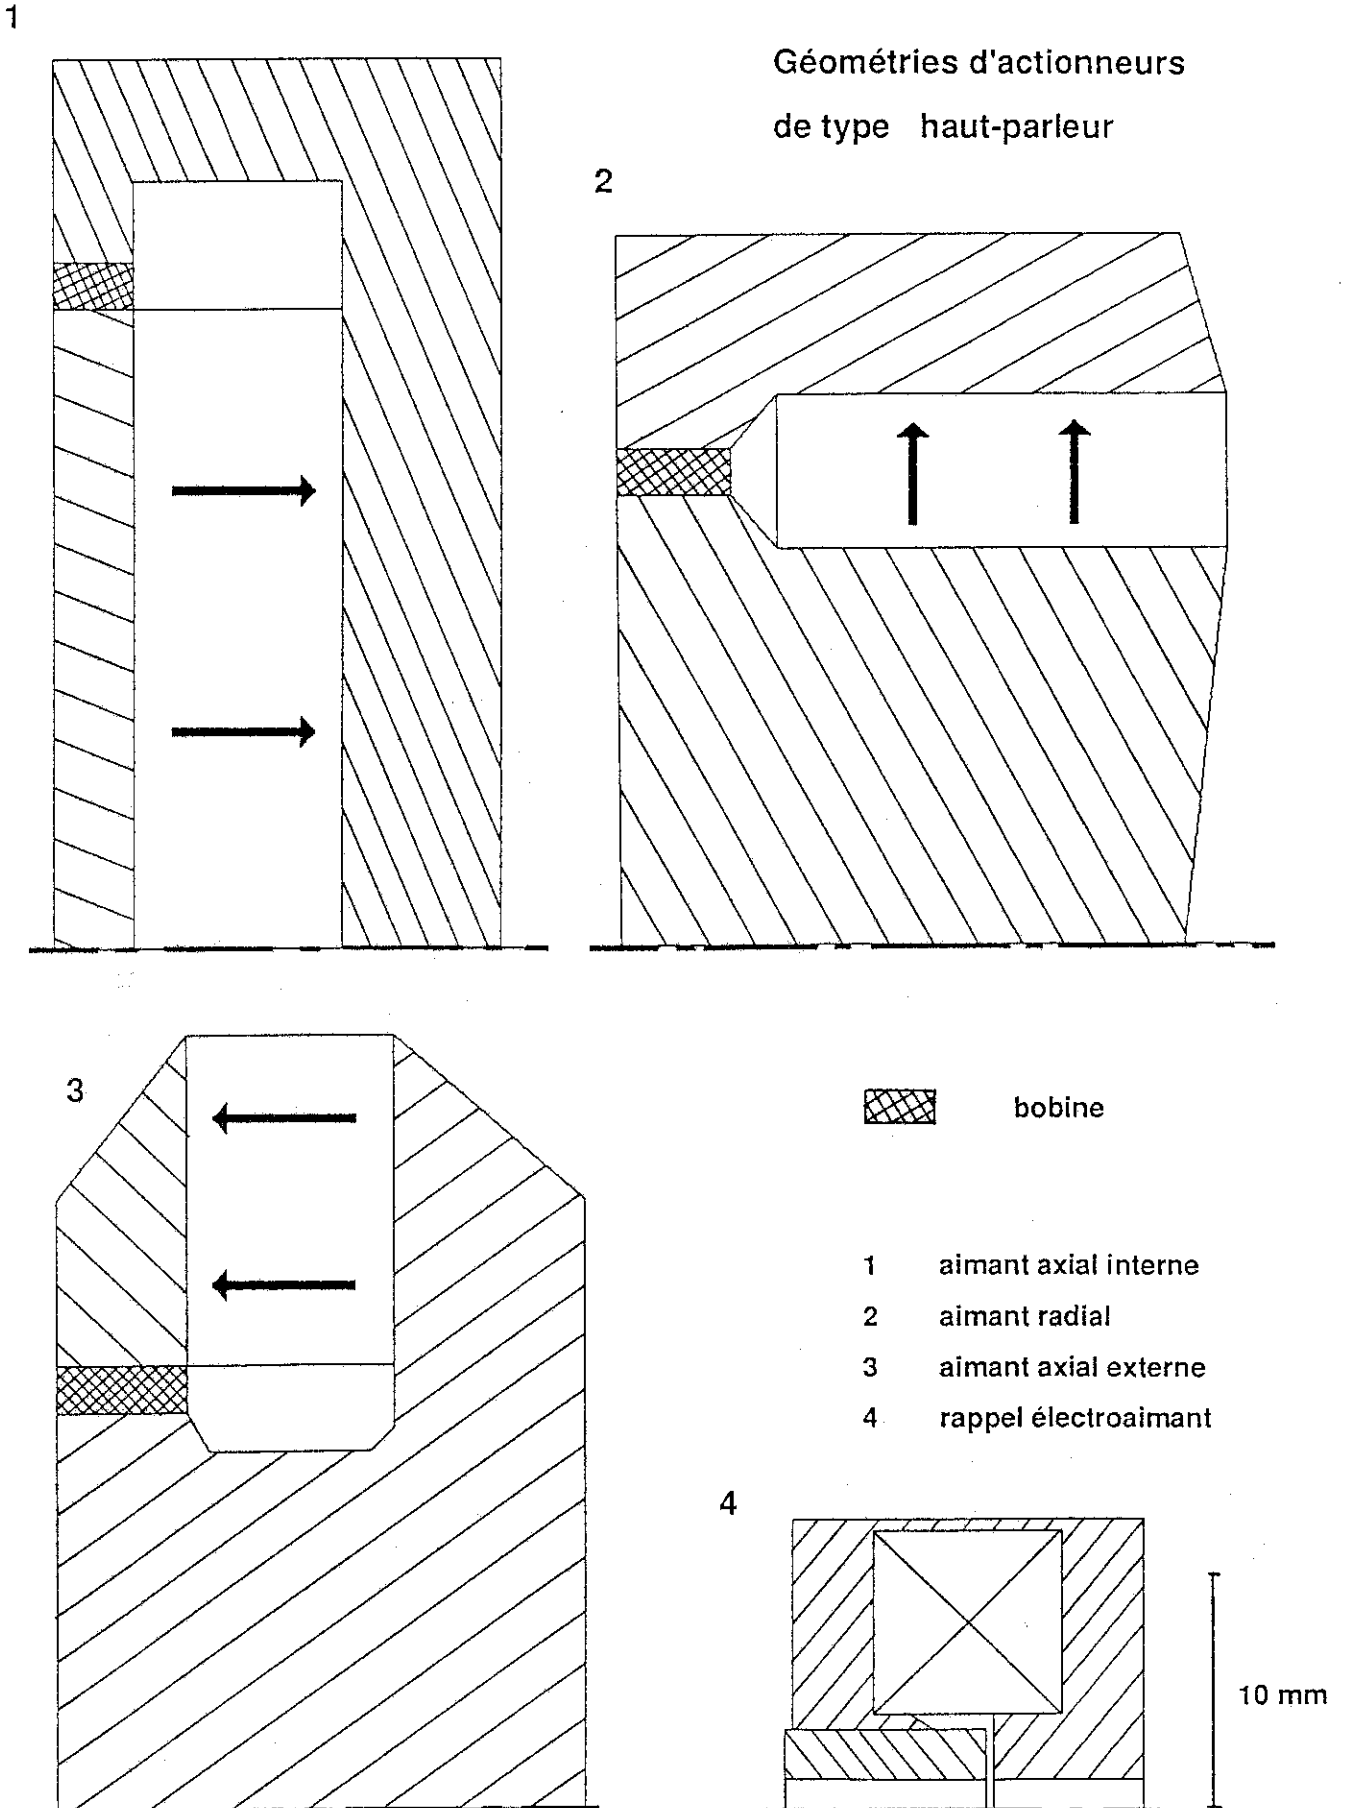 1
Géométries d'actionneurs
de type haut-parleur
2
3
bobine
1 aimant axial interne
2 aimant radial
3 aimant axial externe
4 rappel électroaimant
4
10 mm